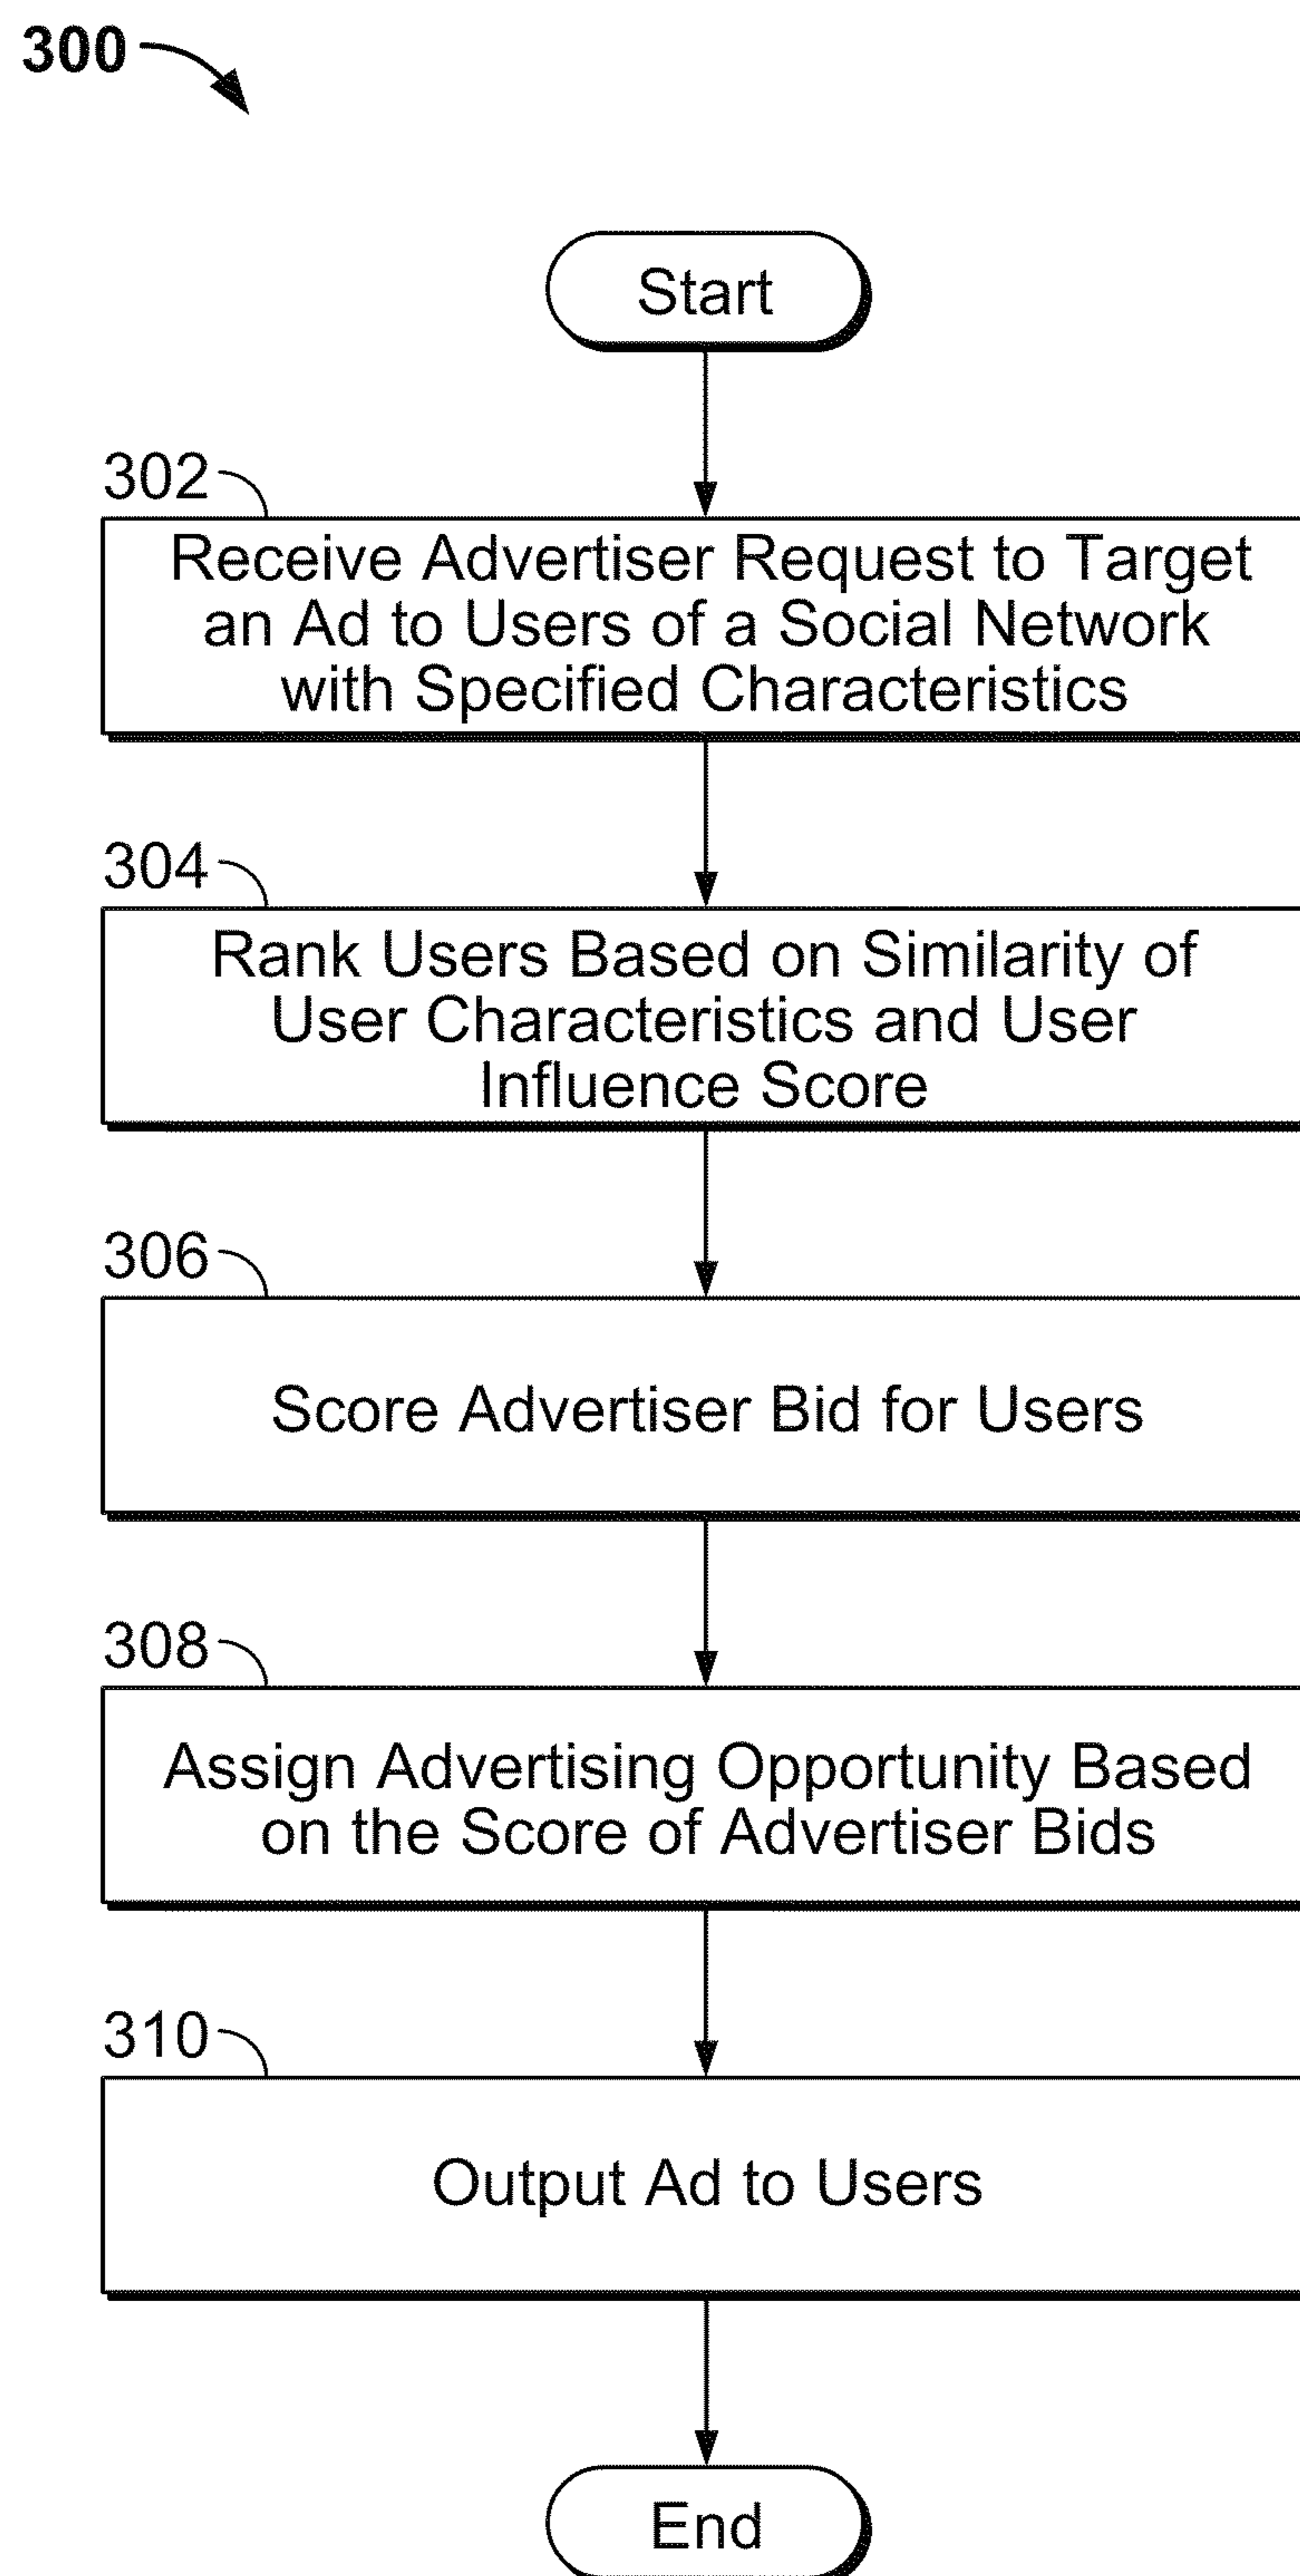 300
Start
302
Receive Advertiser Request to Target
an Ad to Users of a Social Network
with Specified Characteristics
304
Rank Users Based on Similarity of
User Characteristics and User
Influence Score
306
Score Advertiser Bid for Users
308
Assign Advertising Opportunity Based
on the Score of Advertiser Bids
310
Output Ad to Users
End